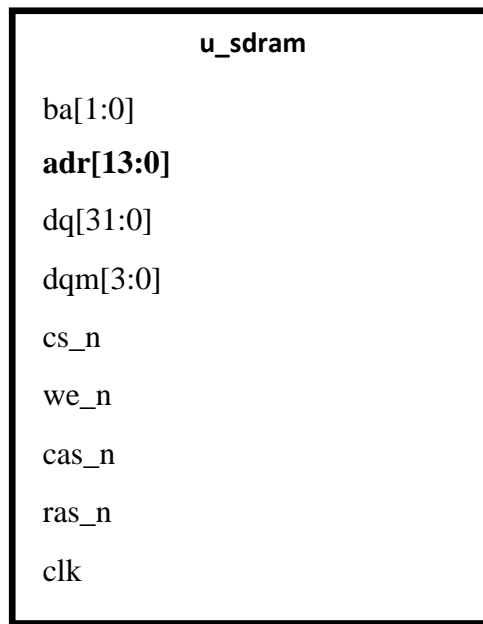 u_sdram
ba[1:0]
adr[13:0]
dq[31:0]
dqm[3:0]
cs_n
we_n
cas_n
ras_n
clk